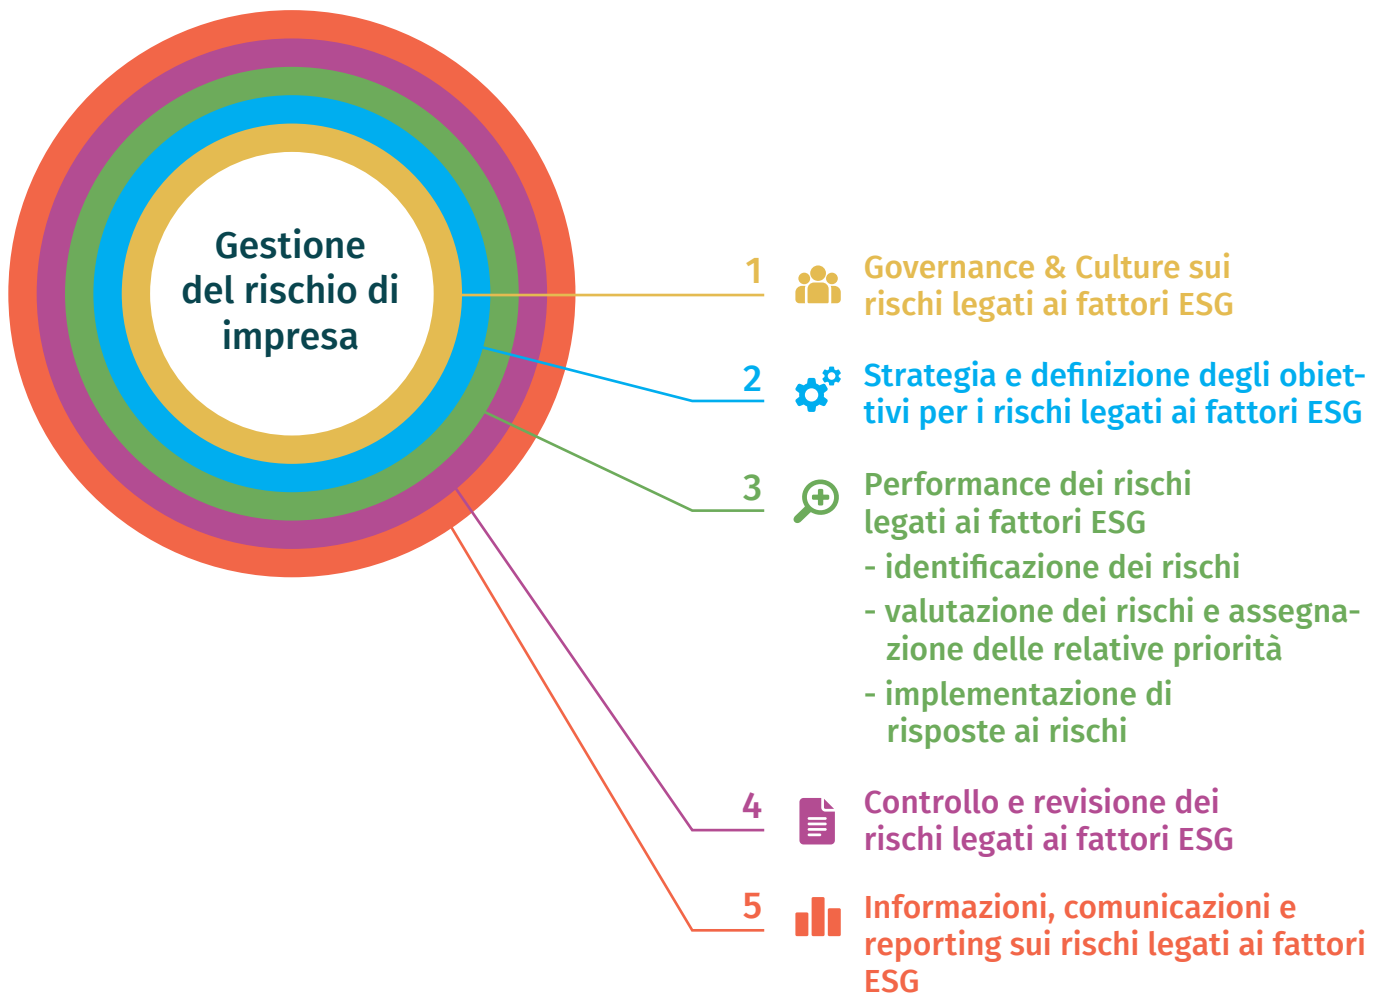 Gestione
del rischio di
impresa
1
Governance & Culture sui
rischi legati ai fattori ESG
2
Strategia e definizione degli obiet-
tivi per i rischi legati ai fattori ESG
3
Performance dei rischi
legati ai fattori ESG
- identificazione dei rischi
- valutazione dei rischi e assegna-
zione delle relative priorità
- implementazione di
risposte ai rischi
4
Controllo e revisione dei
rischi legati ai fattori ESG
5
Informazioni, comunicazioni e
reporting sui rischi legati ai fattori
ESG